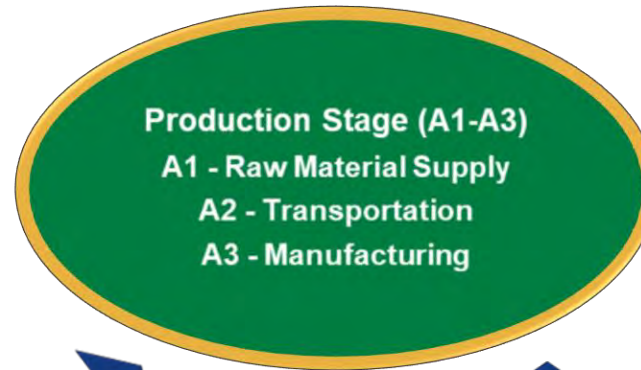 Production Stage (A1-A3)
A1 - Raw Material Supply
A2 - Transportation
A3 - Manufacturing